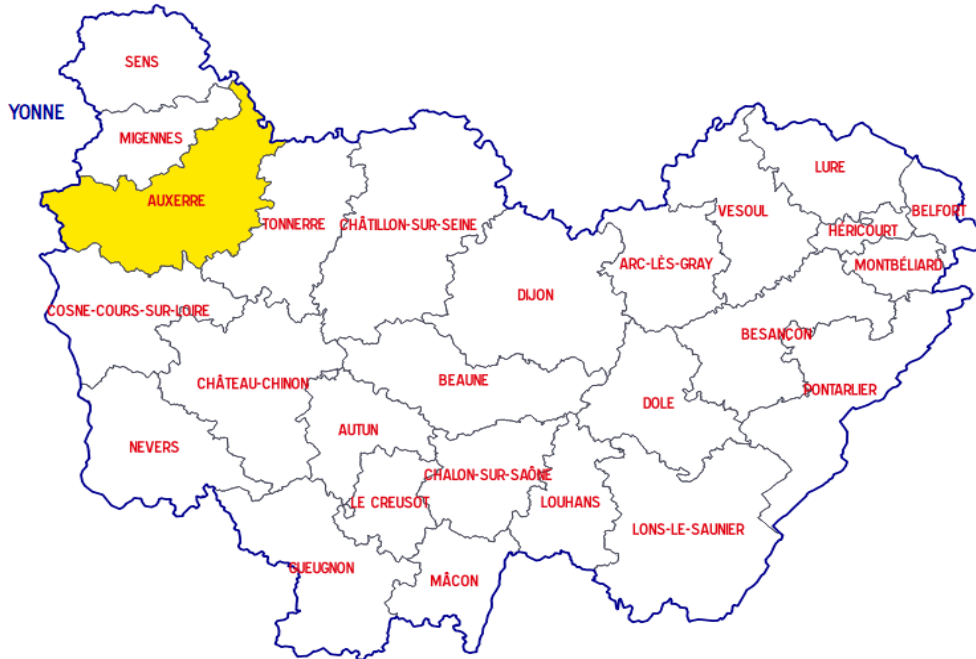 SENS
YONNE
MIGENNES
LURE
AUXERRE
BELFORT
VESOUL
TONNERRE
CHÂTILLON-SUR-SEINE
HÉRICOURT
ARC-LÈS-GRAY
MONTBÉLIARD
DIJON
COSNE-COURS-SUR-LOIRE
BESANÇON
BEAUNE
CHÂTEAU-CHINON
PONTARLIER
DOLE
AUTUN
NEVERS
CHALON-SUR-SAÔNE
LE CREUSOT
LOUHANS
LONS-LE-SAUNIER
GUEUGNON
MÂCON